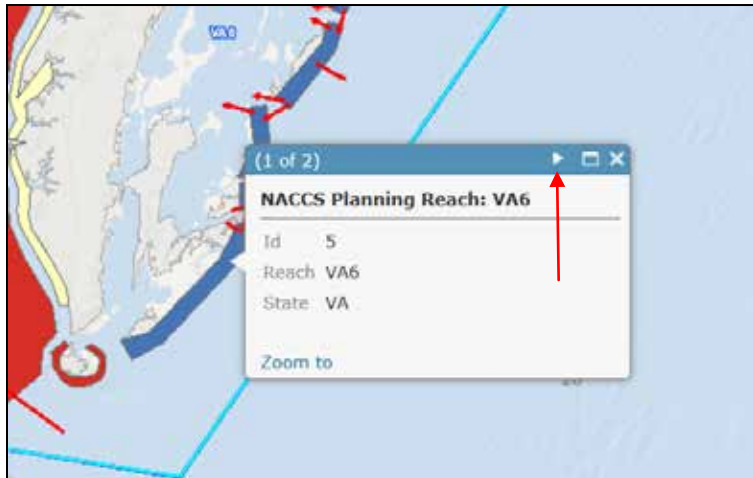 VA6
(1 of 2)
NACCS Planning Reach: VA6
Id 5
Reach VA6
State VA
Zoom to